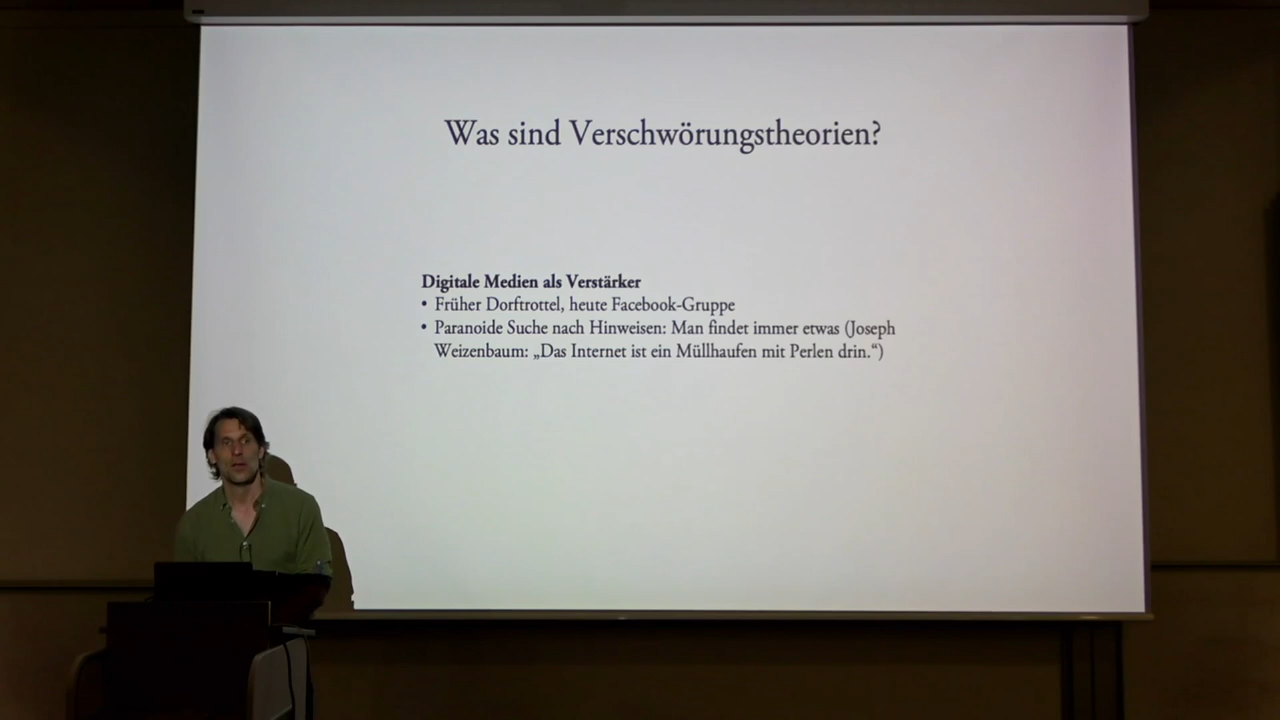 Was sind Verschwörungstheorien?
Digitale Medien als Verstärker
• Früher Dorftrottel, heute Facebook-Gruppe
• Paranoide Suche nach Hinweisen: Man findet immer etwas (Joseph
Weizenbaum: „Das Internet ist ein Müllhaufen mit Perlen drin.“)